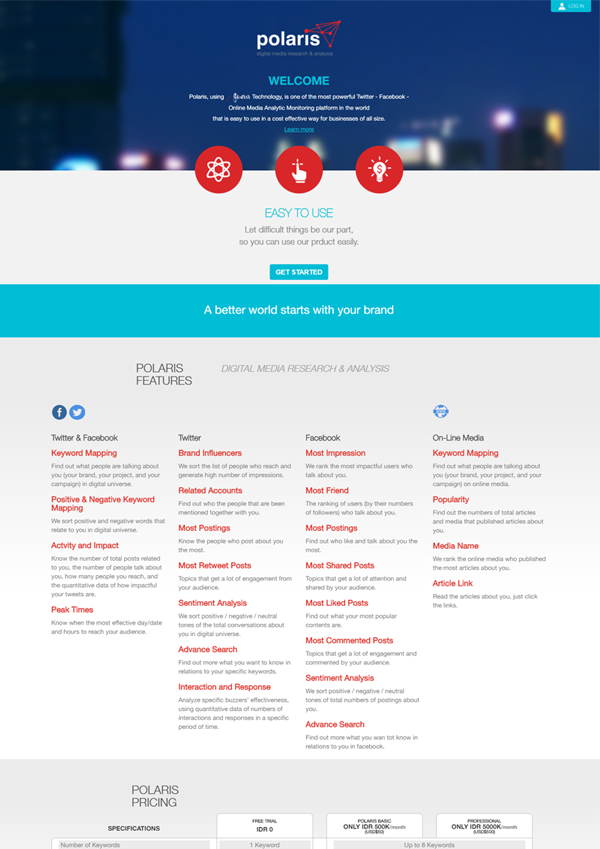 LOG IN
polaris
digital media research & analysis
WELCOME
Polaris, using Technology, is one of the most powerful Twitter - Facebook -
Online Media Analytic Monitoring platform in the world
that is easy to use in a cost effective way for businesses of all size.
Learn more
EASY TO USE
Let difficult things be our part,
so you can use our prduct easily.
GET STARTED
A better world starts with your brand
POLARIS
FEATURES
DIGITAL MEDIA RESEARCH & ANALYSIS
Twitter & Facebook
Keyword Mapping
Find out what people are talking about
you (your brand, your project, and your
campaign) in digital universe.
Positive & Negative Keyword
Mapping
We sort positive and negative words that
relate to you in digital universe.
Actvity and Impact
Know the number of total posts related
to you, the number of people talk about
you, how many people you reach, and
the quantitative data of how impactful
your tweets are.
Peak Times
Know when the most effective day/date
and hours to reach your audience.
Twitter
Brand Influencers
We sort the list of people who reach and
generate high number of impressions.
Related Accounts
Find out who the people that are been
mentioned together with you.
Most Postings
Know the people who post about you
the most.
Most Retweet Posts
Topics that get a lot of engagement from
your audience.
Sentiment Analysis
We sort positive / negative / neutral
tones of the total conversations about
you in digital universe.
Advance Search
Find out more what you want to know in
relations to your specific keywords.
Interaction and Response
Analyze specific buzzers' effectiveness,
using quantitative data of numbers of
interactions and responses in a specific
period of time.
Facebook
Most Impression
We rank the most impactful users who
talk about you.
Most Friend
The ranking of users (by their numbers
of followers) who talk about you.
Most Postings
Find out who like and talk about you the
most.
Most Shared Posts
Topics that get a lot of attention and
shared by your audience.
Most Liked Posts
Find out what your most popular
contents are.
Most Commented Posts
Topics that get a lot of engagement and
commented by your audience.
Sentiment Analysis
We sort positive / negative / neutral
tones of total numbers of postings about
you.
Advance Search
Find out more what you wan tot know in
relations to you in facebook.
On-Line Media
Keyword Mapping
Find out what people are talking about
you (your brand, your project, and your
campaign) on online media.
Popularity
Find out the numbers of total articles
and media that published articles about
you.
Media Name
We rank the online media who published
the most articles about you.
Article Link
Read the articles about you, just click
the links.
POLARIS
PRICING
SPECIFICATIONS
FREE TRIAL
IDR 0
POLARIS BASIC
ONLY IDR 500K/month
(USD$50)
PROFESSIONAL
ONLY IDR 5000K/month
(USD$500)
Number of Keywords
1 Keyword
Up to 8 Keywords